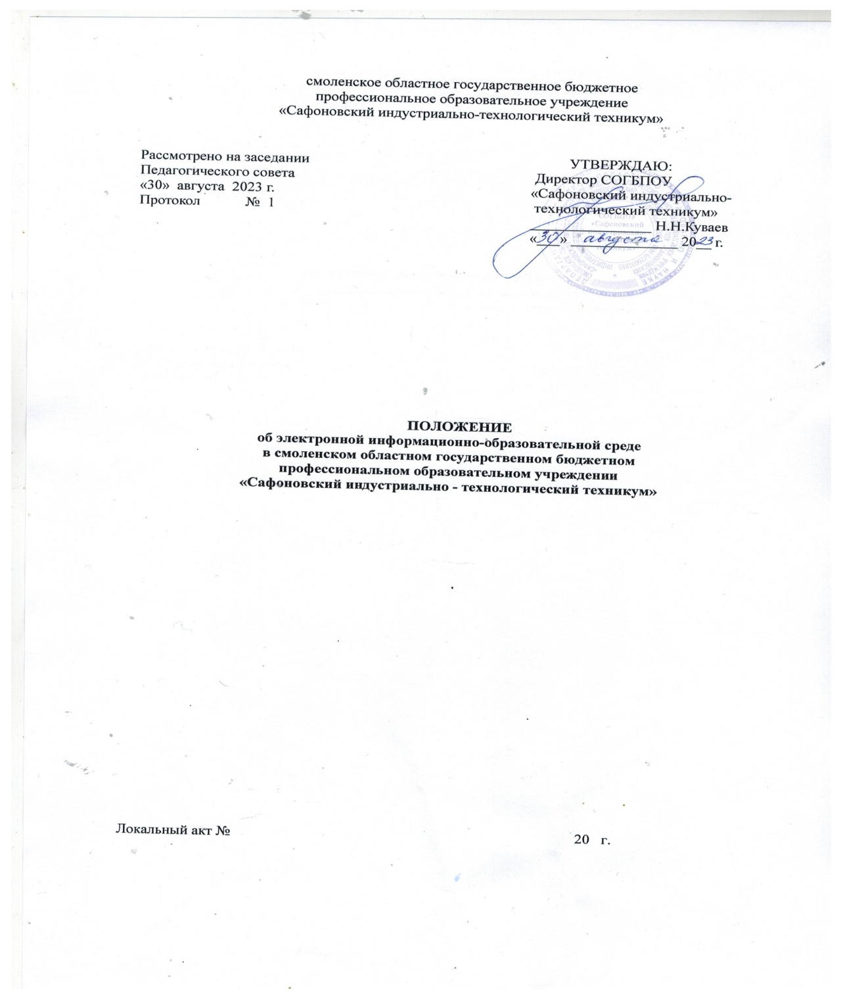 смоленское областное государственное бюджетное
профессиональное образовательное учреждение
«Сафоновский индустриально-технологический техникум»
Рассмотрено на заседании
Педагогического совета
«30» августа 2023 г.
Протокол № 1
УТВЕРЖДАЮ:
Директор СОГБПОУ
«Сафоновский индустриально-
технологический техникум»
____________ Н.Н.Куваев
«30» августа 2023 г.
ПОЛОЖЕНИЕ
об электронной информационно-образовательной среде
в смоленском областном государственном бюджетном
профессиональном образовательном учреждении
«Сафоновский индустриально - технологический техникум»
Локальный акт №
20 г.